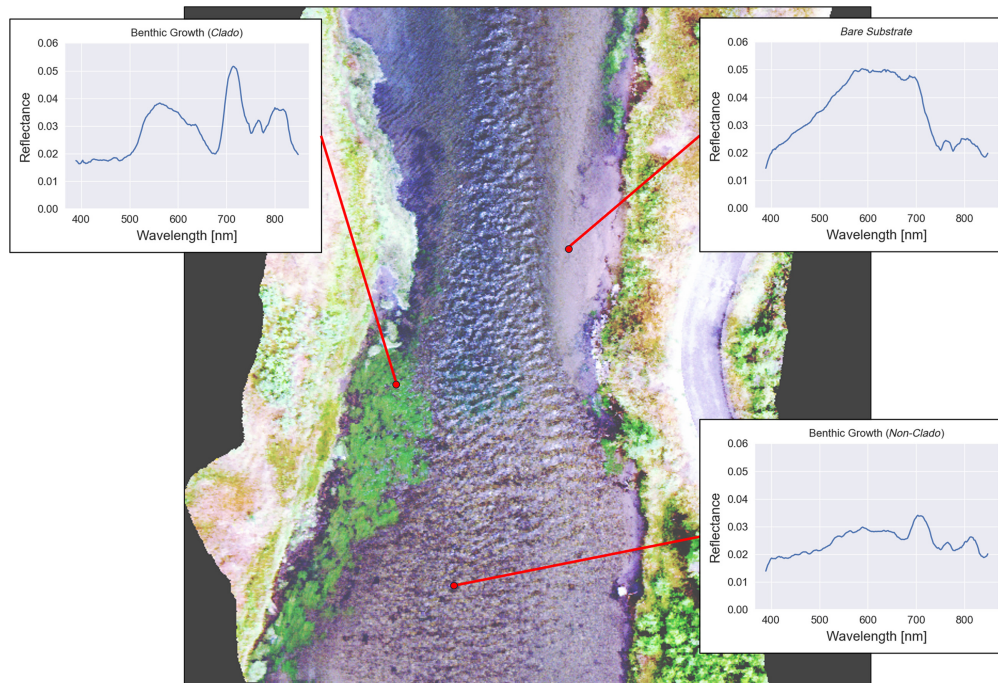 Benthic Growth (Clado)
0.06
0.05
0.04
0.03
0.02
0.01
0.00
Reflectance
400 500 600 700 800
Wavelength [nm]
Bare Substrate
0.06
0.05
0.04
0.03
0.02
0.01
0.00
Reflectance
400 500 600 700 800
Wavelength [nm]
Benthic Growth (Non-Clado)
0.06
0.05
0.04
0.03
0.02
0.01
0.00
Reflectance
400 500 600 700 800
Wavelength [nm]